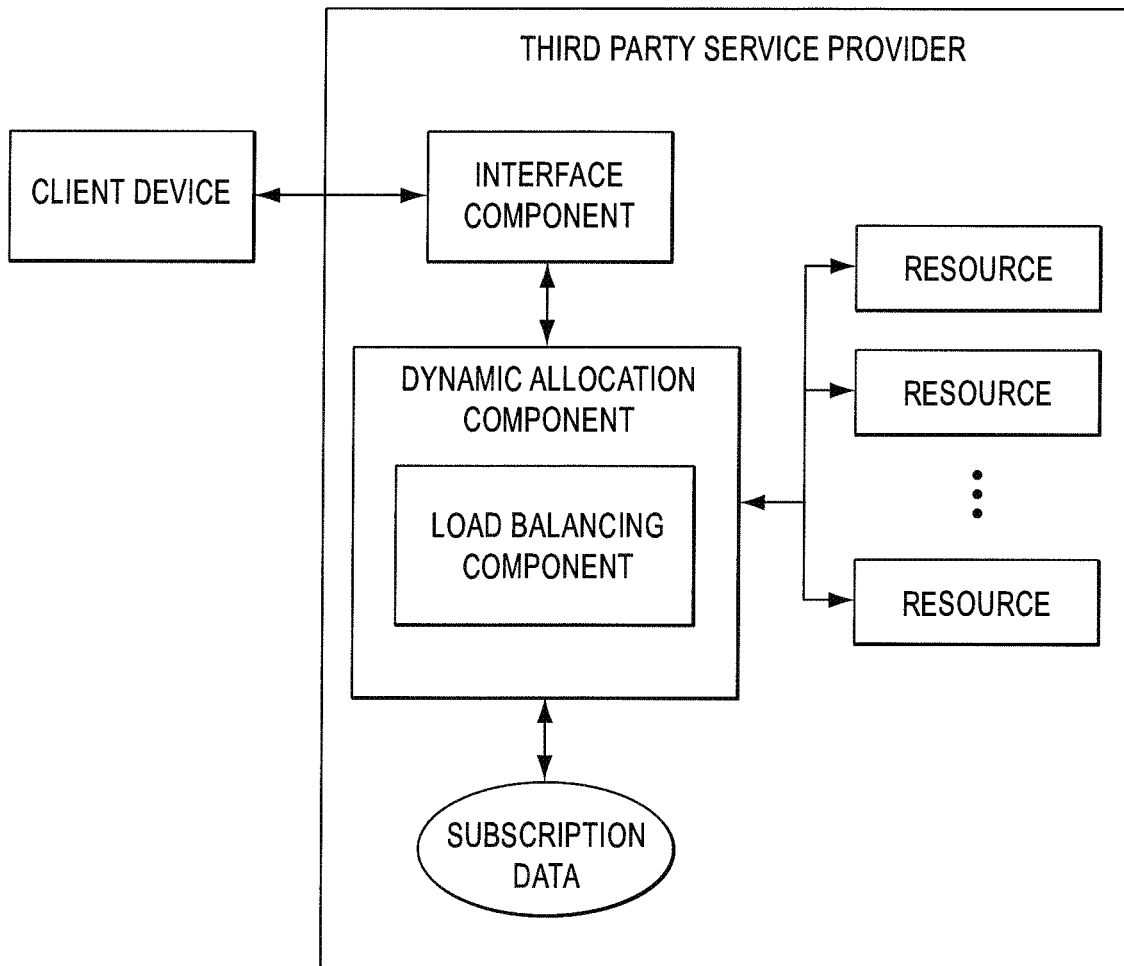 THIRD PARTY SERVICE PROVIDER
CLIENT DEVICE
INTERFACE
COMPONENT
RESOURCE
DYNAMIC ALLOCATION
COMPONENT
RESOURCE
LOAD BALANCING
COMPONENT
RESOURCE
SUBSCRIPTION
DATA